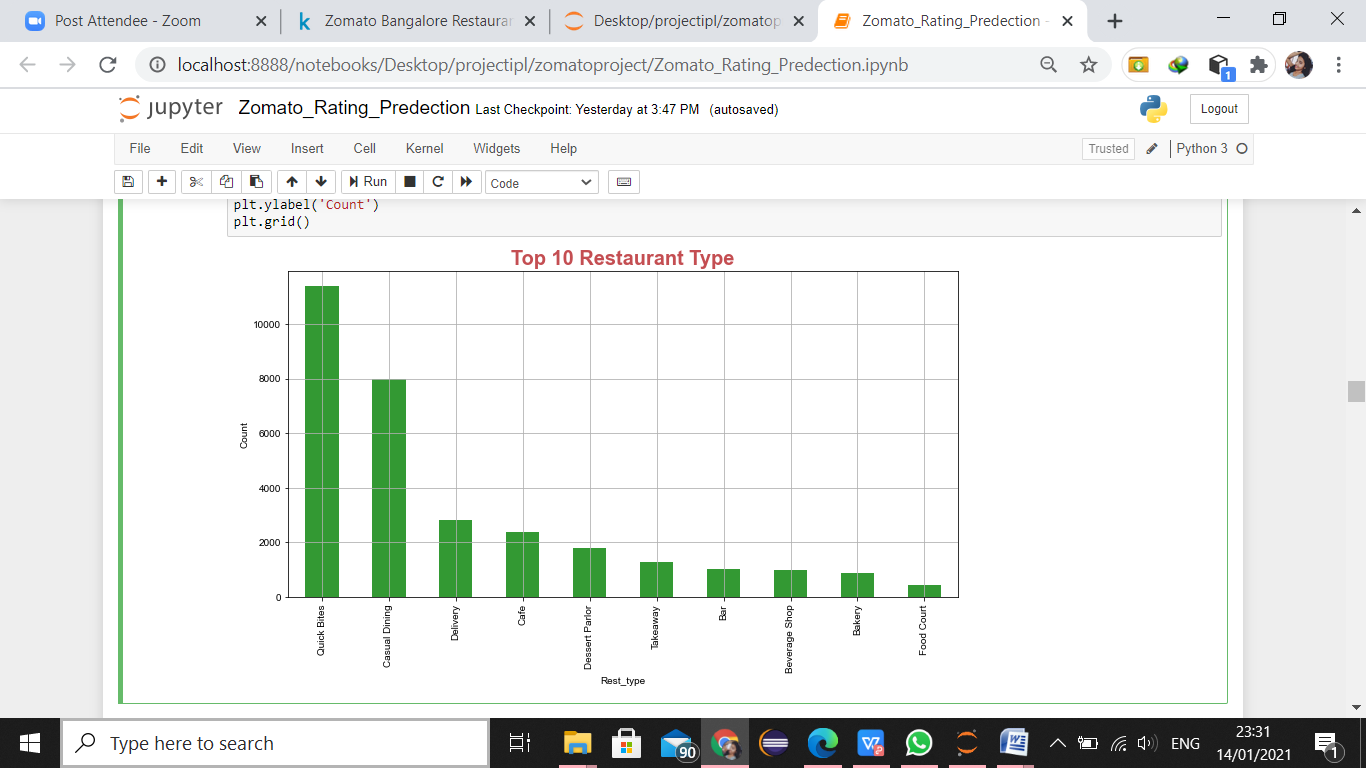 Post Attendee - Zoom
Zomato Bangalore Restaurar
Desktop/projectipl/zomatop
Zomato_Rating_Predection -
localhost:8888/notebooks/Desktop/projectipl/zomatoproject/Zomato_Rating_Predection.ipynb
1
jupyter Zomato_Rating_Predection Last Checkpoint: Yesterday at 3:47 PM (autosaved)
Logout
File Edit View Insert Cell Kernel Widgets Help
Trusted Python 3
Run Code
plt.ylabel('Count')
plt.grid()
Top 10 Restaurant Type
10000
8000
6000
4000
2000
0
Count
Quick Bites
Casual Dining
Delivery
Cafe
Dessert Parlor
Takeaway
Bar
Beverage Shop
Bakery
Food Court
Rest_type
Type here to search
90
ENG
23:31
14/01/2021
1